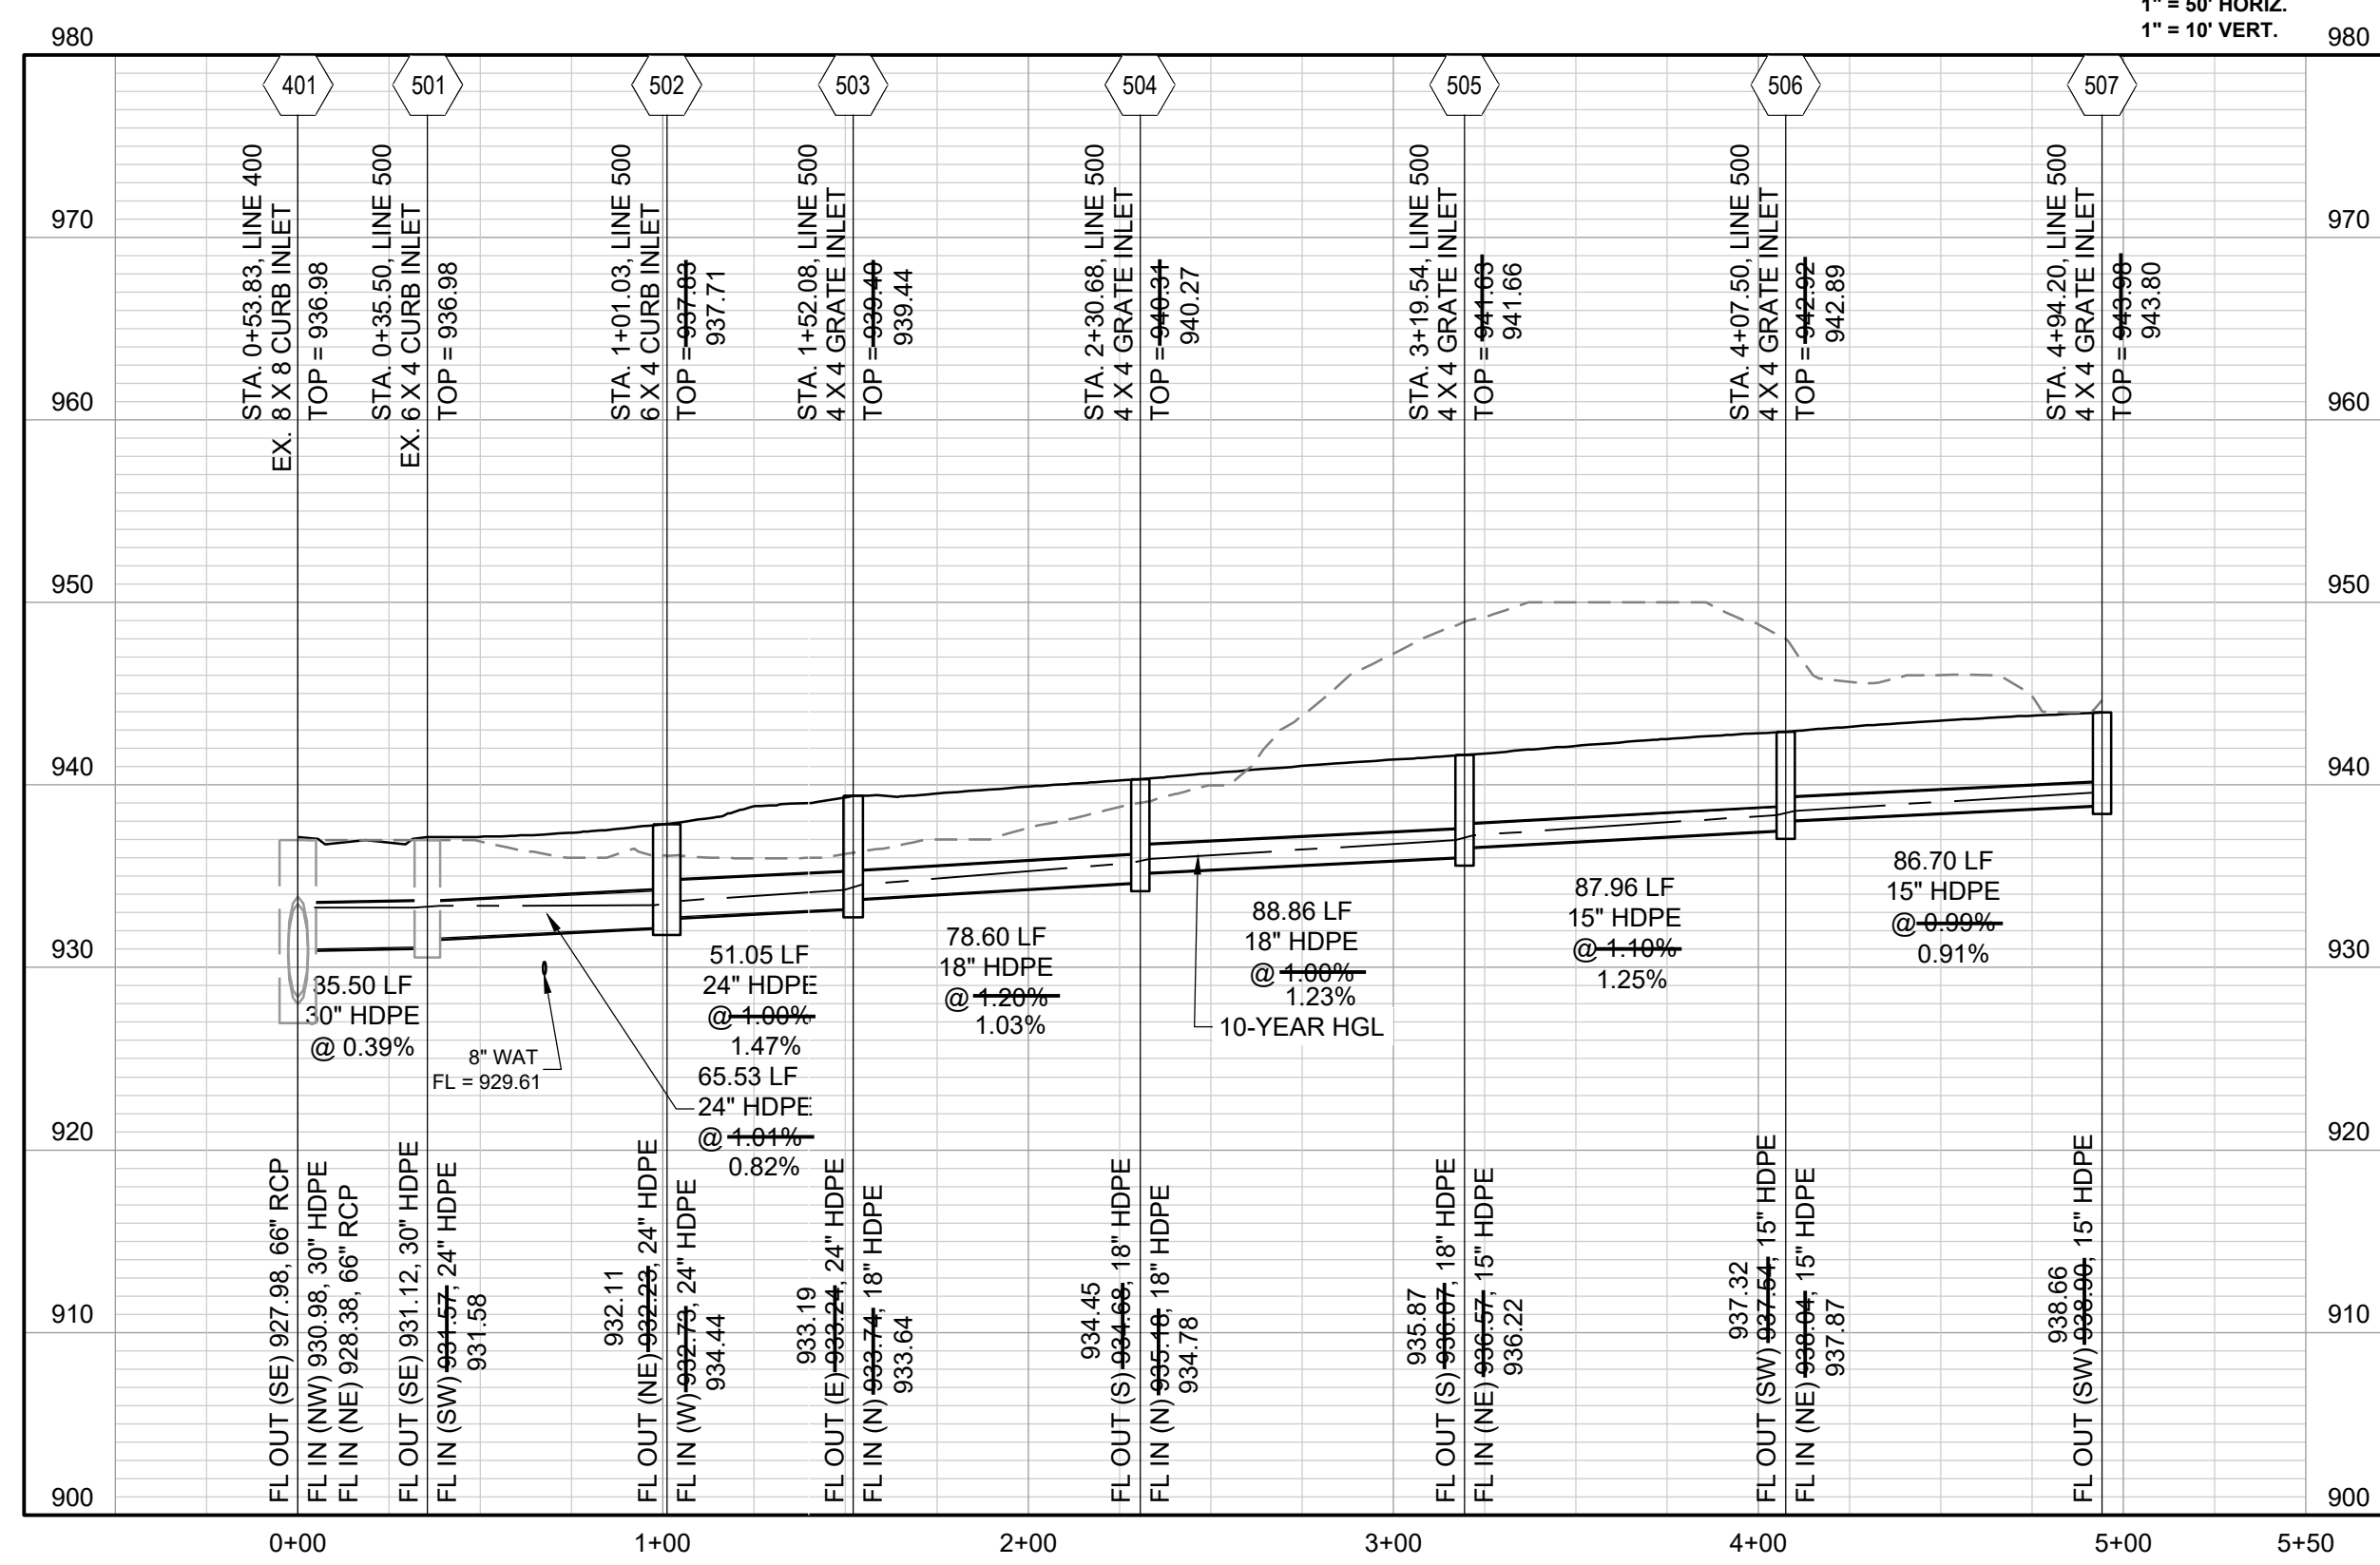 1" = 50' HORIZ.
1" = 10' VERT.
980
980
401
501
502
503
504
505
506
507
STA. 0+53.83, LINE 400
EX. 8 X 8 CURB INLET
TOP = 936.98
STA. 0+35.50, LINE 500
EX. 6 X 4 CURB INLET
TOP = 936.98
STA. 1+01.03, LINE 500
6 X 4 CURB INLET
TOP = 937.83
937.71
STA. 1+52.08, LINE 500
4 X 4 GRATE INLET
TOP = 939.40
939.44
STA. 2+30.68, LINE 500
4 X 4 GRATE INLET
TOP = 940.31
940.27
STA. 3+19.54, LINE 500
4 X 4 GRATE INLET
TOP = 941.63
941.66
STA. 4+07.50, LINE 500
4 X 4 GRATE INLET
TOP = 942.92
942.89
STA. 4+94.20, LINE 500
4 X 4 GRATE INLET
TOP = 943.98
943.80
970
970
960
960
950
950
940
940
930
930
920
920
910
910
900
900
35.50 LF
30" HDPE
@ 0.39%
8" WAT
FL = 929.61
51.05 LF
24" HDPE
@ 1.00%
1.47%
65.53 LF
24" HDPE
@ 1.01%
0.82%
78.60 LF
18" HDPE
@ 1.20%
1.03%
88.86 LF
18" HDPE
@ 1.00%
1.23%
10-YEAR HGL
87.96 LF
15" HDPE
@ 1.10%
1.25%
86.70 LF
15" HDPE
@ 0.99%
0.91%
FL OUT (SE) 927.98, 66" RCP
FL IN (NW) 930.98, 30" HDPE
FL IN (NE) 928.38, 66" RCP
FL OUT (SE) 931.12, 30" HDPE
FL IN (SW) 931.57, 24" HDPE
931.58
932.11
FL OUT (NE) 932.23, 24" HDPE
FL IN (W) 932.73, 24" HDPE
934.44
933.19
FL OUT (E) 933.24, 24" HDPE
FL IN (N) 933.74, 18" HDPE
933.64
934.45
FL OUT (S) 934.68, 18" HDPE
FL IN (N) 935.18, 18" HDPE
934.78
935.87
FL OUT (S) 936.07, 18" HDPE
FL IN (NE) 936.57, 15" HDPE
936.22
937.32
FL OUT (SW) 937.54, 15" HDPE
FL IN (NE) 938.04, 15" HDPE
937.87
938.66
FL OUT (SW) 938.90, 15" HDPE
0+00
1+00
2+00
3+00
4+00
5+00
5+50